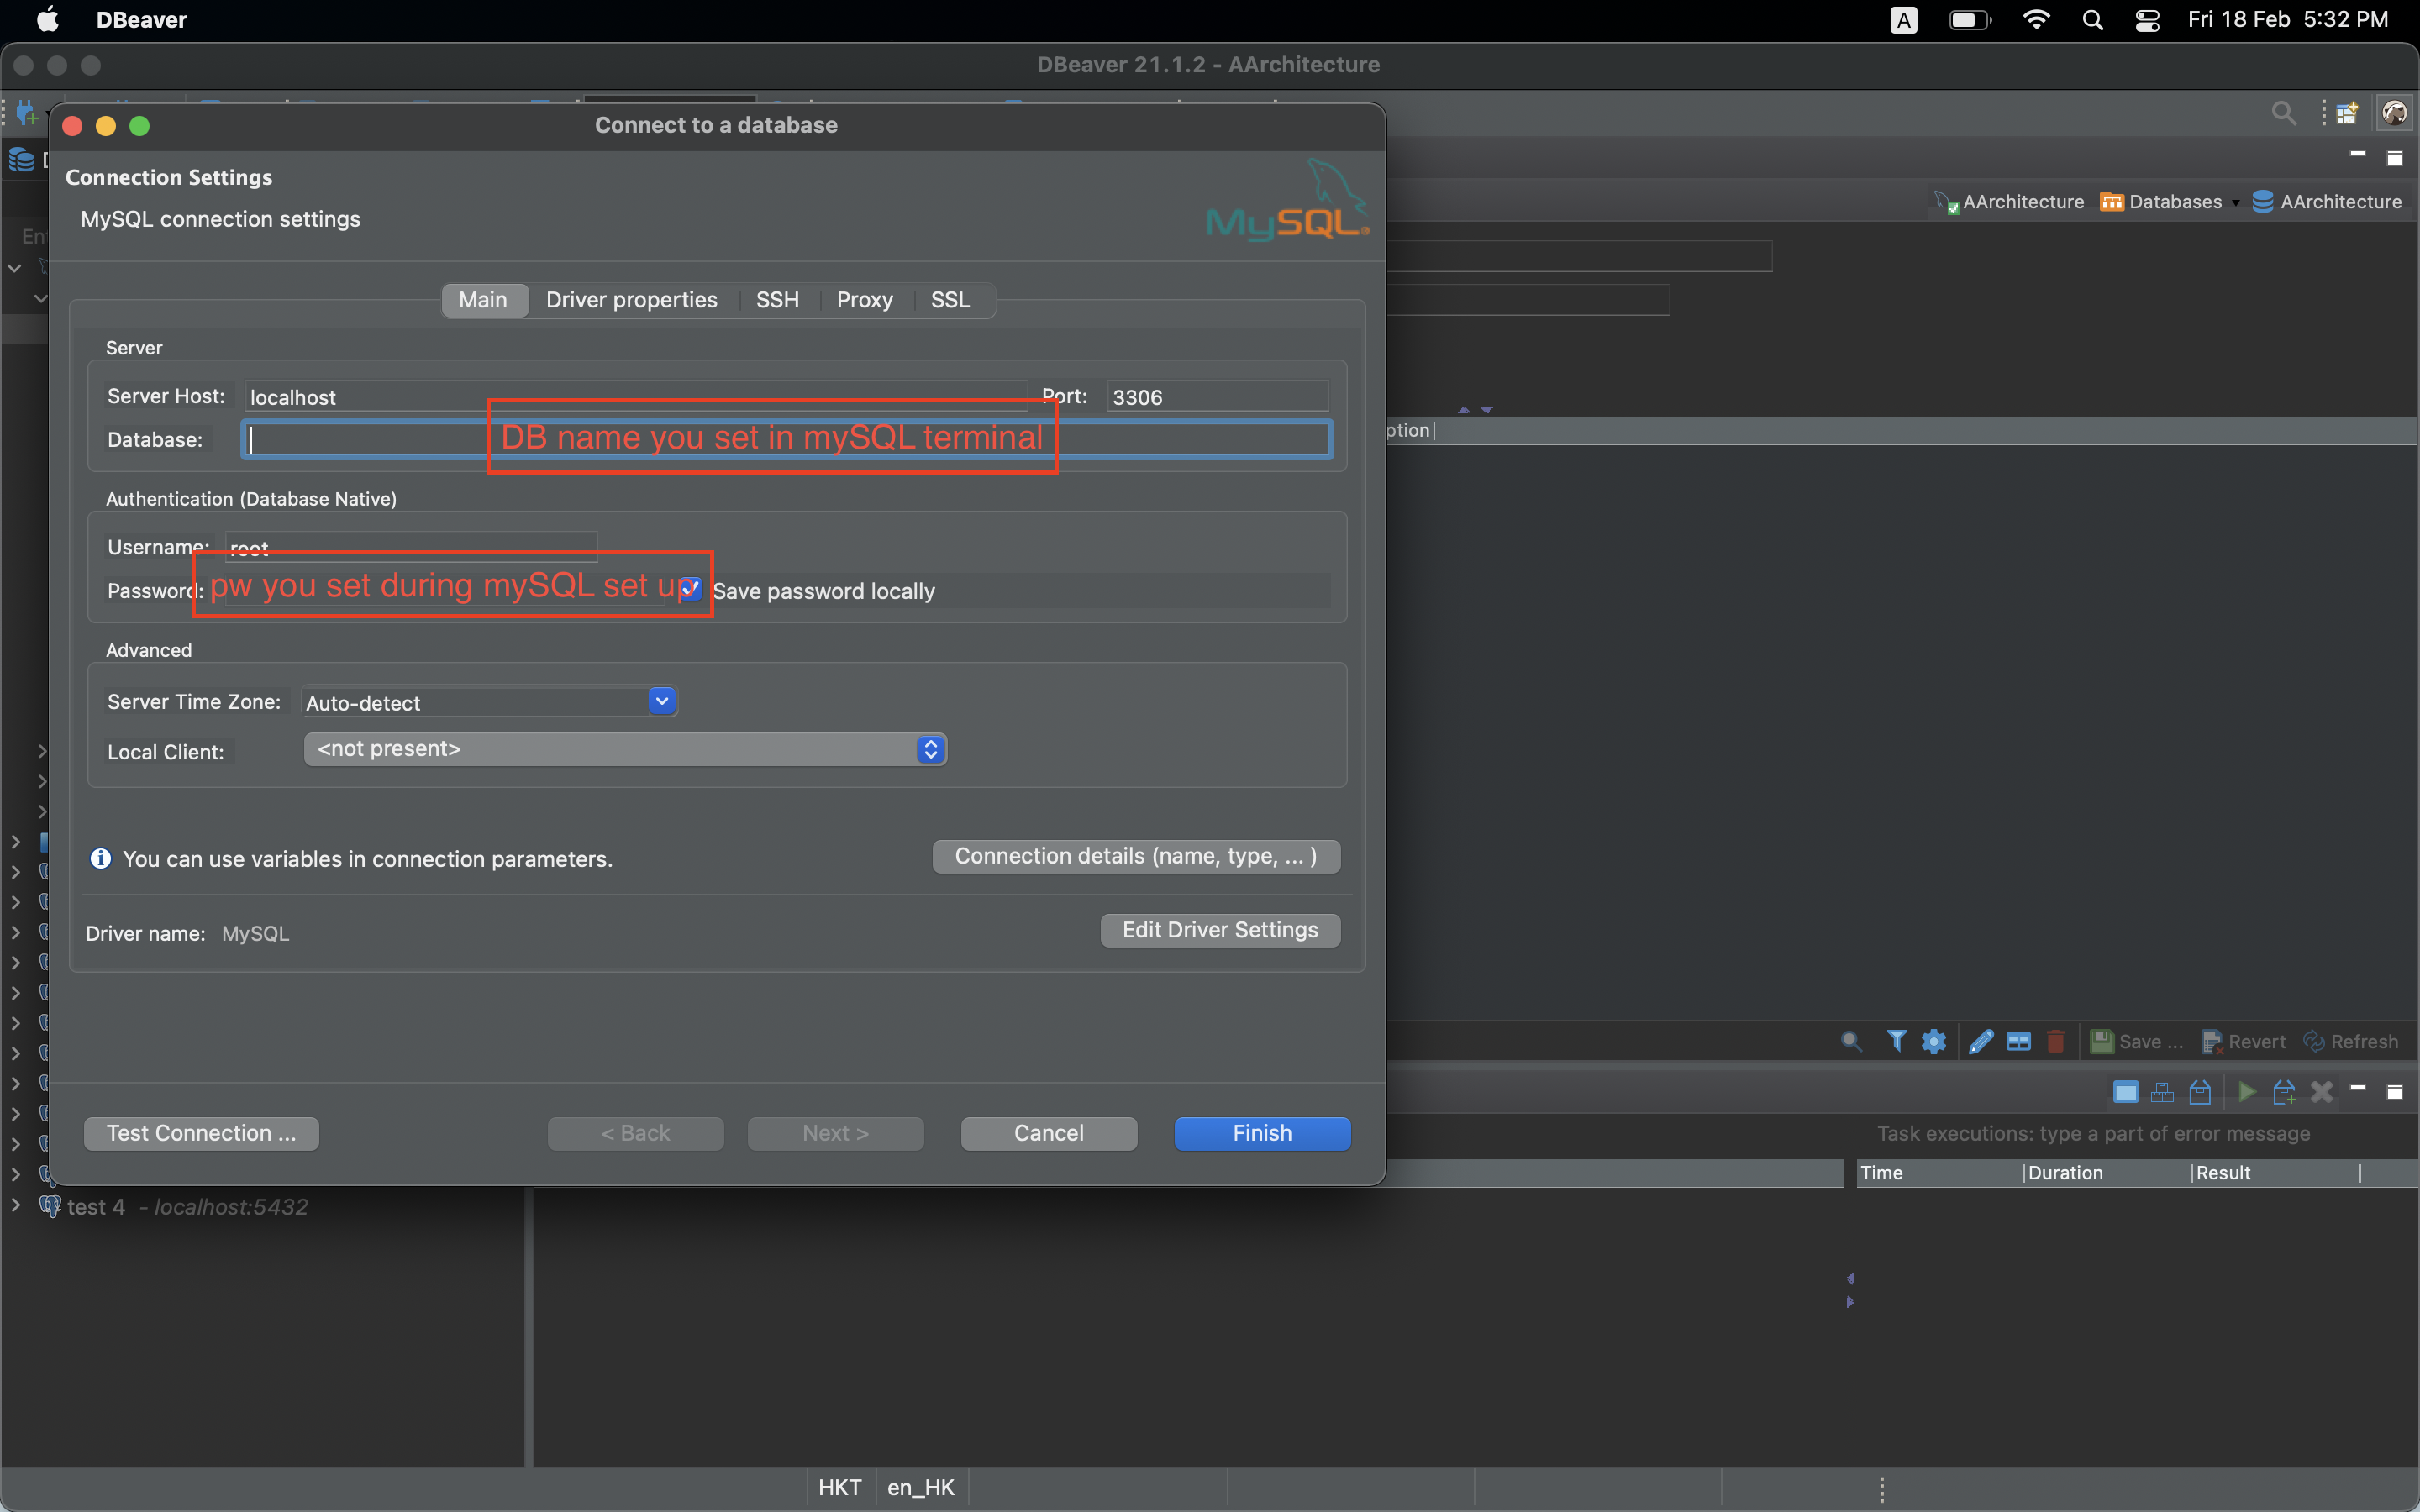 DBeaver
A
Fri 18 Feb 5:32 PM
DBeaver 21.1.2 - AArchitecture
Connect to a database
Connection Settings
MySQL connection settings
MySQL®
AArchitecture
Databases
AArchitecture
Main
Driver properties
SSH
Proxy
SSL
Server
Server Host: localhost
Port: 3306
Database:
DB name you set in mySQL terminal
ption
Authentication (Database Native)
Username: root
Password:
pw you set during mySQL set up
Save password locally
Advanced
Server Time Zone: Auto-detect
Local Client: <not present>
You can use variables in connection parameters.
Connection details (name, type, ... )
Driver name: MySQL
Edit Driver Settings
Save ...
Revert
Refresh
Test Connection ...
< Back
Next >
Cancel
Finish
Task executions: type a part of error message
Time
Duration
Result
test 4 - localhost:5432
HKT
en_HK